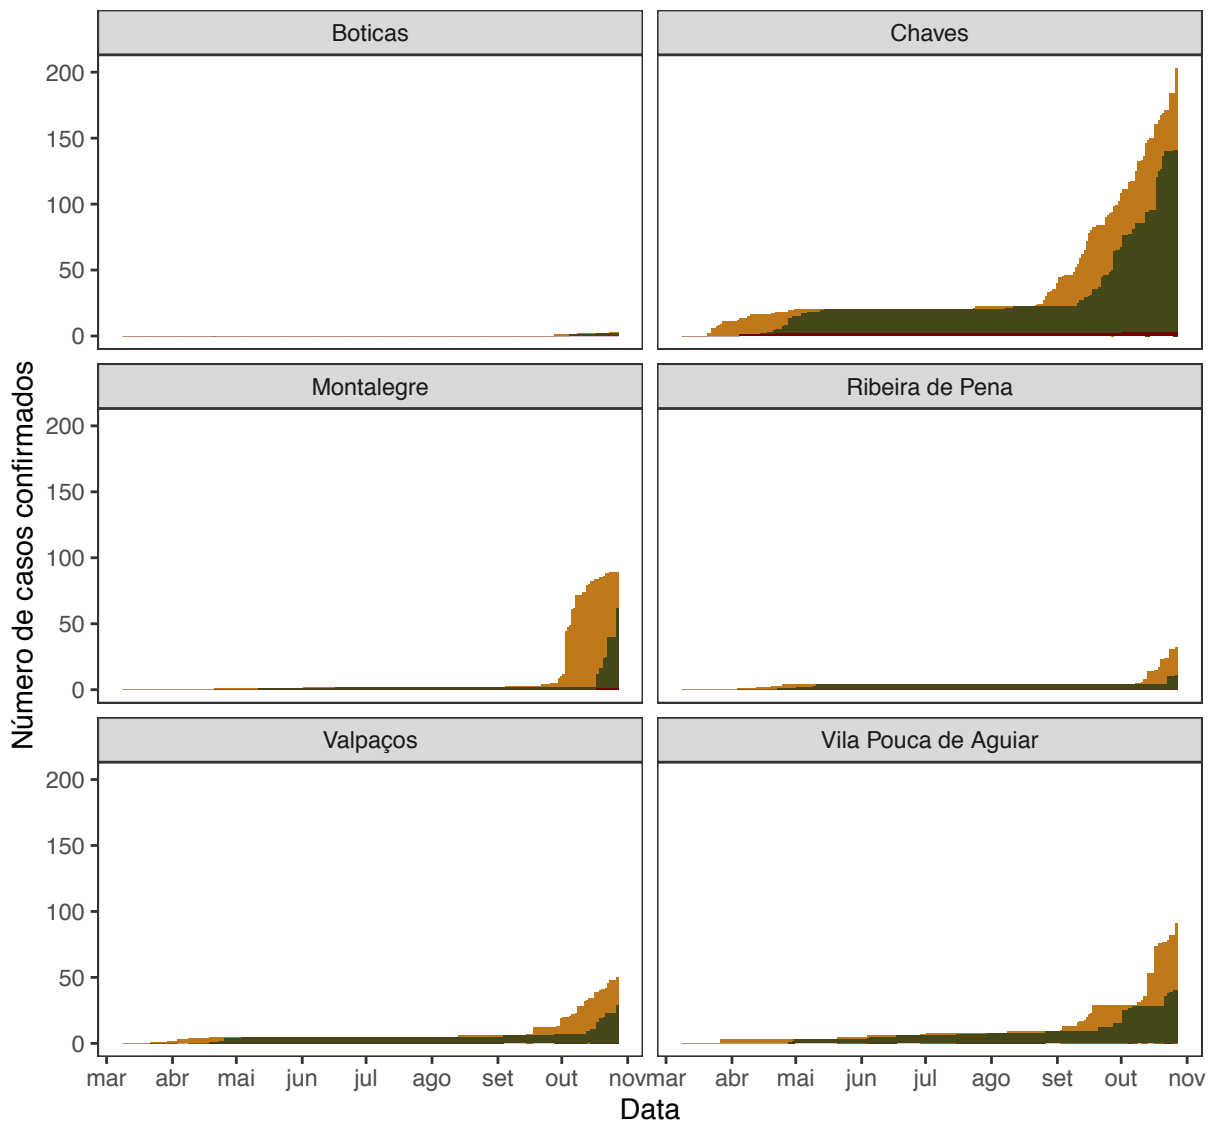 Boticas
Chaves
200
150
100
50
0
Montalegre
Ribeira de Pena
200
150
100
50
0
Valpaços
Vila Pouca de Aguiar
200
150
100
50
0
mar abr mai jun jul ago set out nov
mar abr mai jun jul ago set out nov
Data
Número de casos confirmados